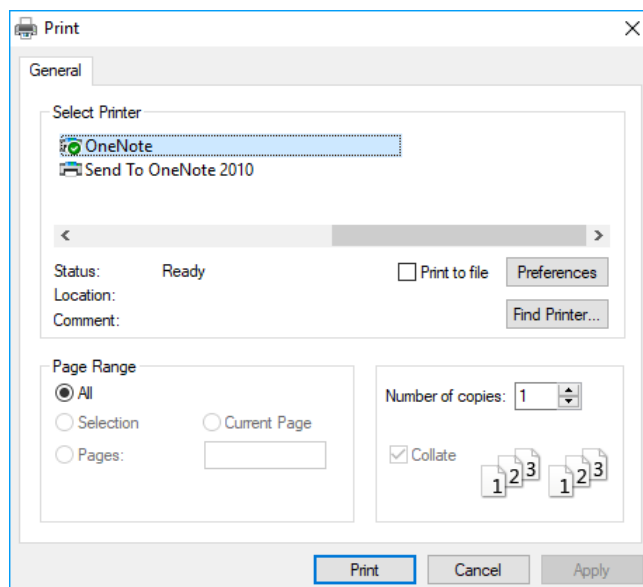 Print
General
Select Printer
OneNote
Send To OneNote 2010
Status: Ready
Location:
Comment:
Print to file
Preferences
Find Printer...
Page Range
All
Selection
Current Page
Pages:
Number of copies: 1
Collate
1 2 3 1 2 3
Print Cancel Apply